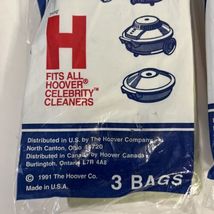 H
FITS ALL
HOOVER®
CELEBRITY™
CLEANERS
Distributed in U.S. by The Hoover Company
North Canton, Ohio 44720
Distributed in Canada by Hoover Canada
Burlington, Ontario L7R 4A8
© 1991 The Hoover Co.
Made in U.S.A.
3 BAGS